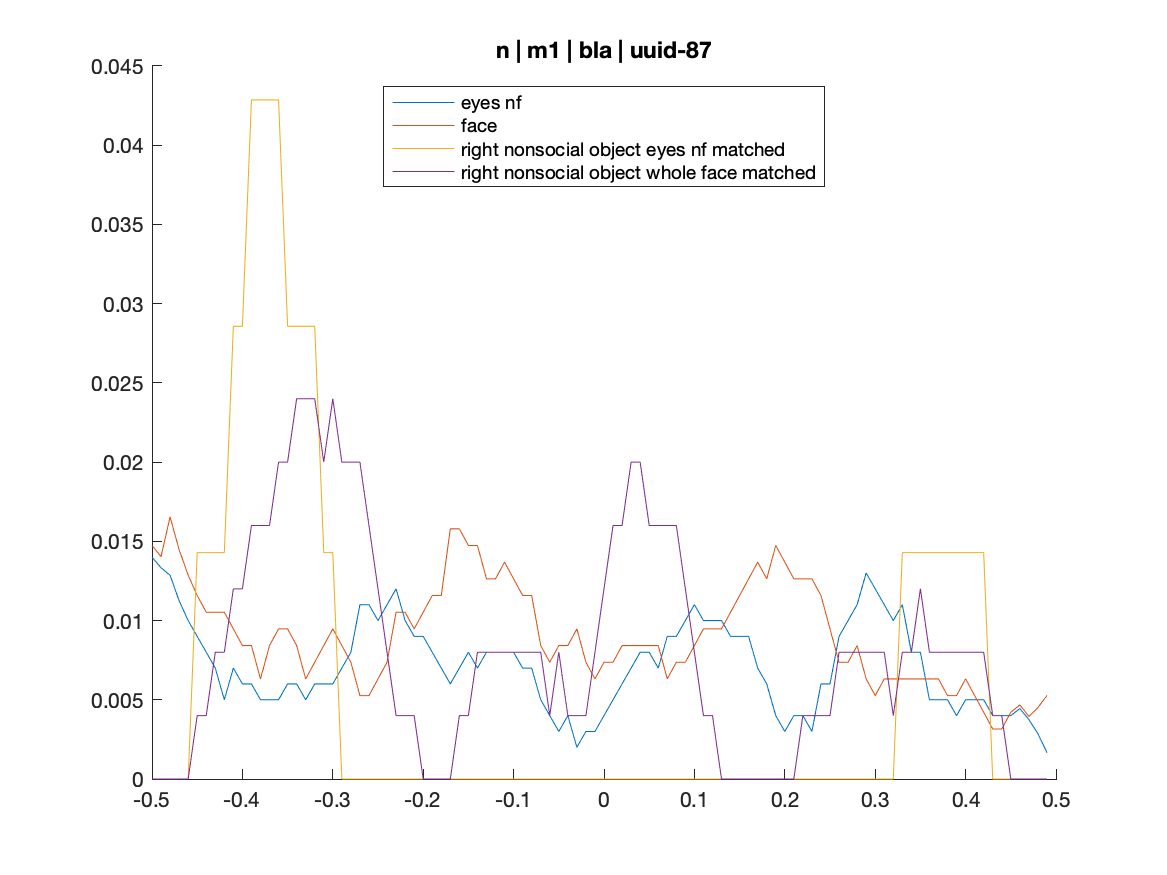 n | m1 | bla | uuid-87
eyes nf
face
right nonsocial object eyes nf matched
right nonsocial object whole face matched
0.045
0.04
0.035
0.03
0.025
0.02
0.015
0.01
0.005
0
-0.5 -0.4 -0.3 -0.2 -0.1 0 0.1 0.2 0.3 0.4 0.5